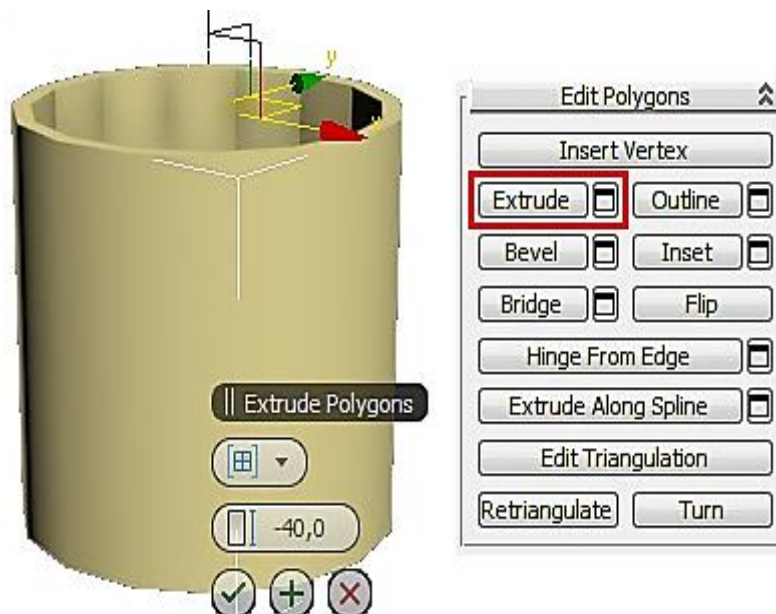 y
Edit Polygons
Insert Vertex
Extrude
Outline
Bevel
Inset
Bridge
Flip
Hinge From Edge
Extrude Along Spline
Edit Triangulation
Retriangulate
Turn
Extrude Polygons
-40,0